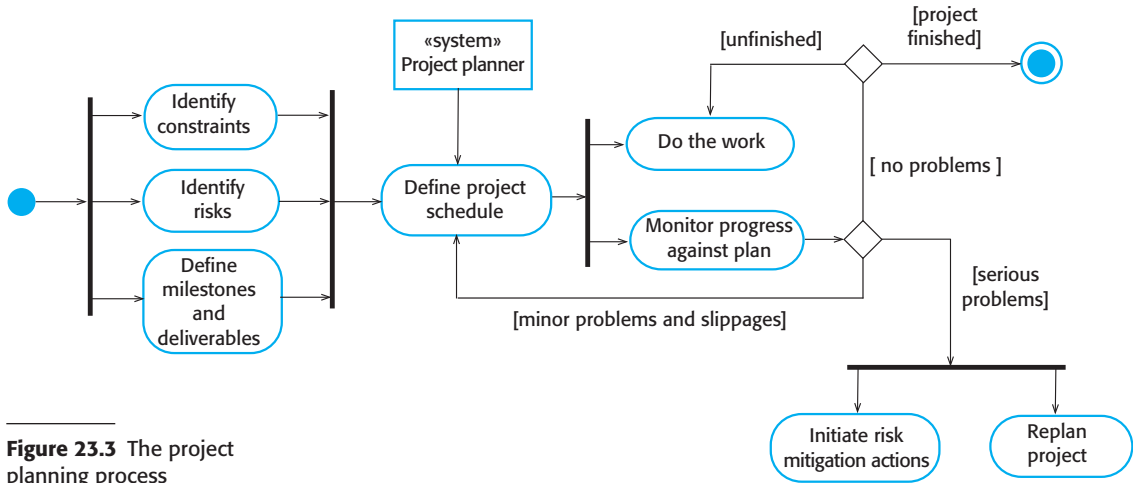 «system»
Project planner
[unfinished]
[project
finished]
Identify
constraints
Do the work
Identify
risks
Define project
schedule
[ no problems ]
Monitor progress
against plan
Define
milestones
and
deliverables
[serious
problems]
[minor problems and slippages]
Figure 23.3 The project
planning process
Initiate risk
mitigation actions
Replan
project